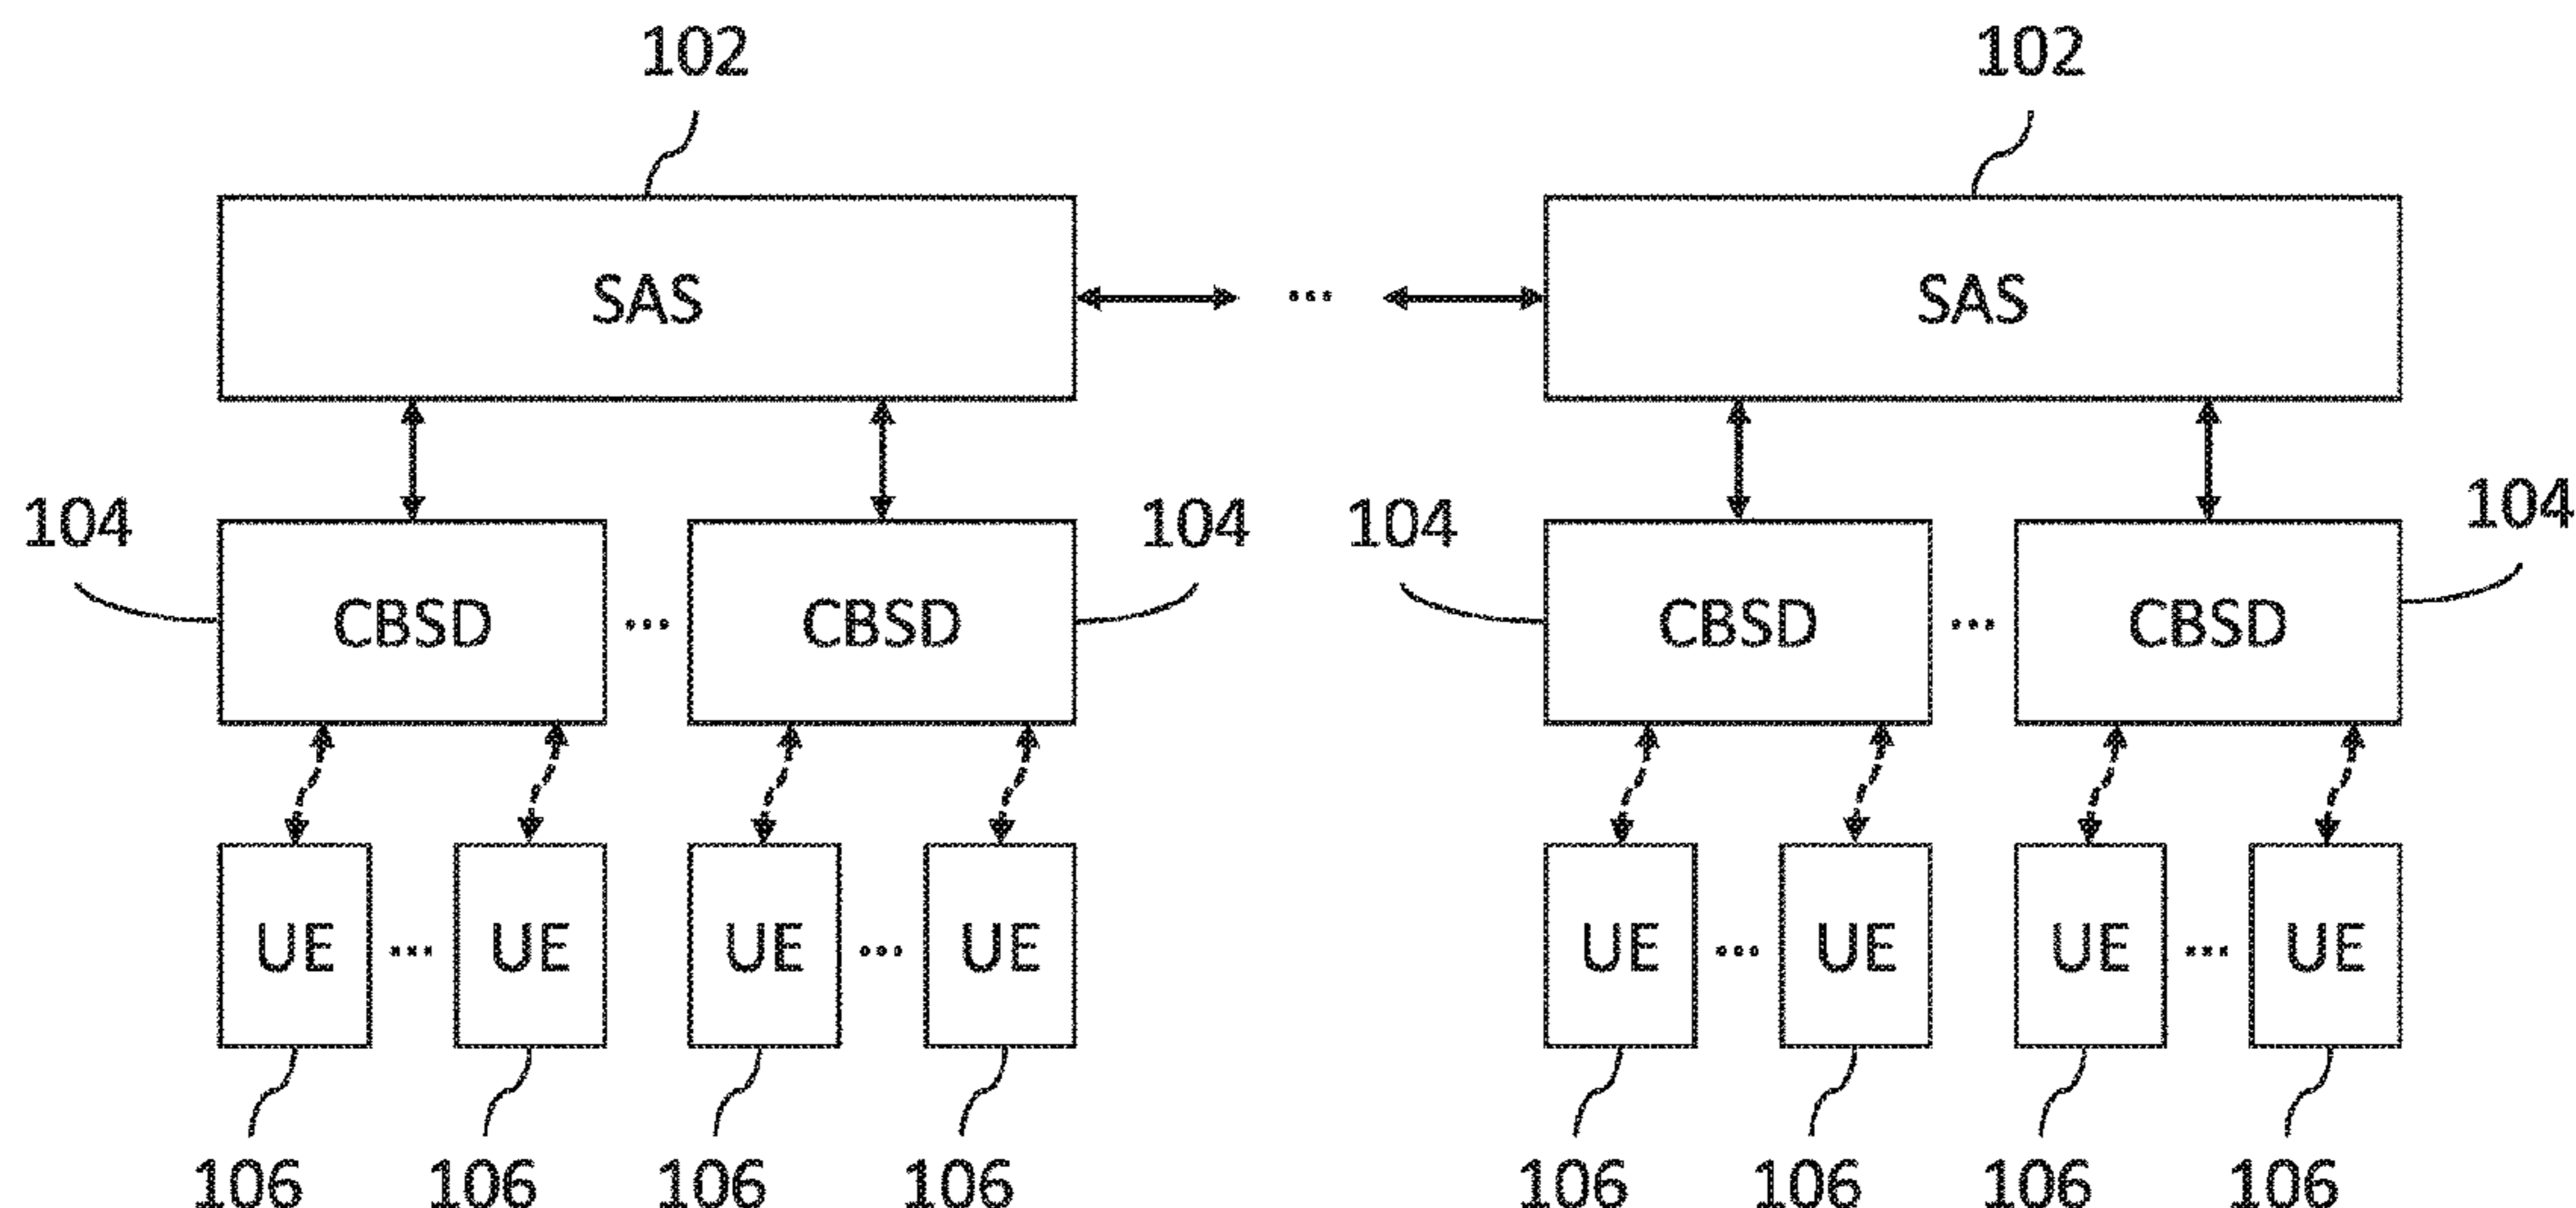 102 102
SAS ... SAS
104 104 104 104
CBSD ... CBSD CBSD ... CBSD
UE ... UE UE ... UE UE ... UE UE ... UE
106 106 106 106 106 106 106 106